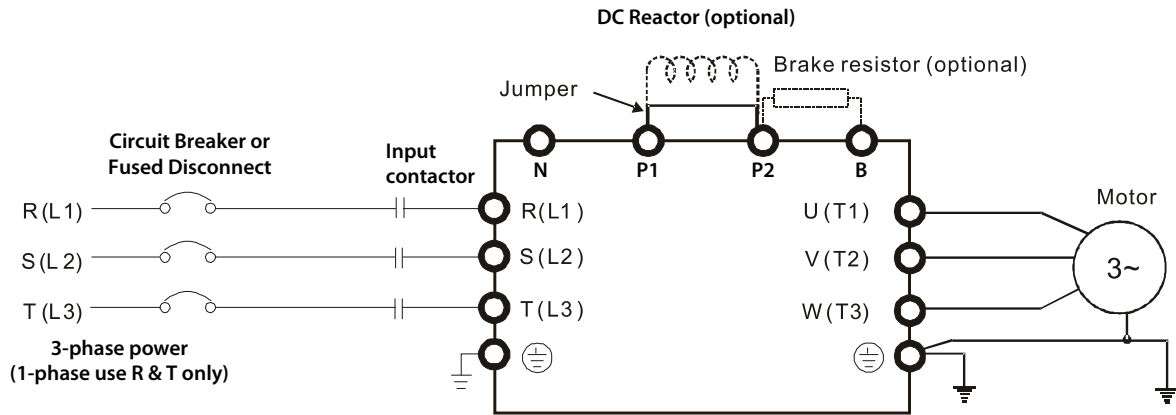 DC Reactor (optional)
Brake resistor (optional)
Jumper
Circuit Breaker or
Fused Disconnect
Input
contactor
N
P1
P2
B
Motor
R(L1)
R(L1)
U(T1)
S(L2)
S(L2)
V(T2)
3~
T(L3)
T(L3)
W(T3)
3-phase power
(1-phase use R & T only)